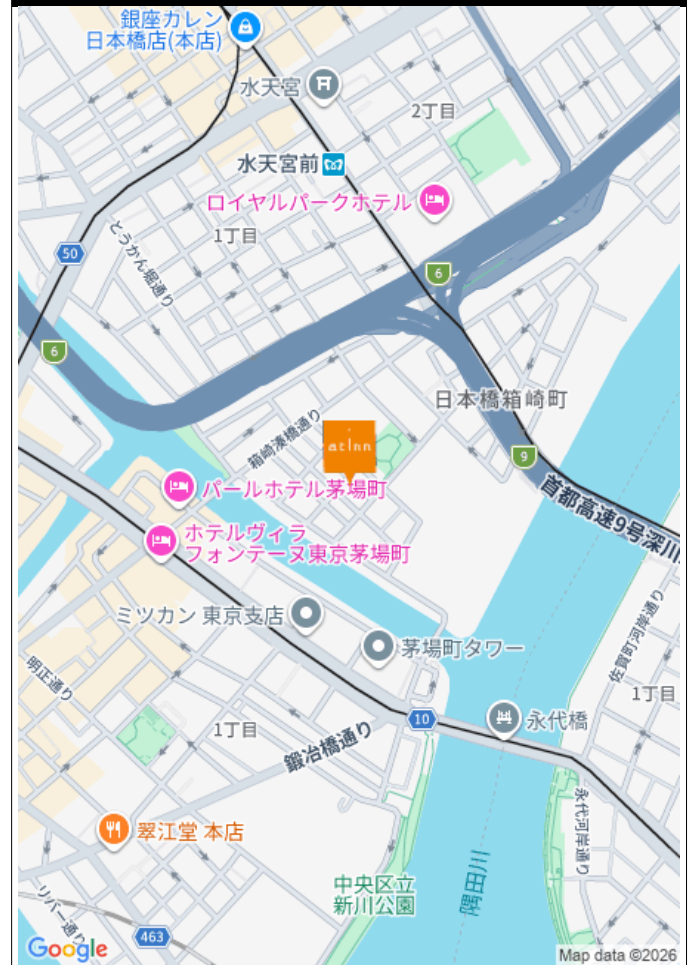 銀座カレン
日本橋店(本店)
水天宮
2丁目
水天宮前
ロイヤルパークホテル
1丁目
とうかん堀通り
50
6
6
日本橋箱崎町
箱崎湊橋通り
atinn
9
パールホテル茅場町
首都高速9号深川
ホテルヴィラ
フォンテーヌ東京茅場町
ミツカン 東京支店
茅場町タワー
佐賀町河岸通り
明正通り
1丁目
1丁目
10
永代橋
鍛冶橋通り
翠江堂 本店
永代河岸通り
中央区立
新川公園
隅田川
リバー通り
463
Google
Map data ©2026